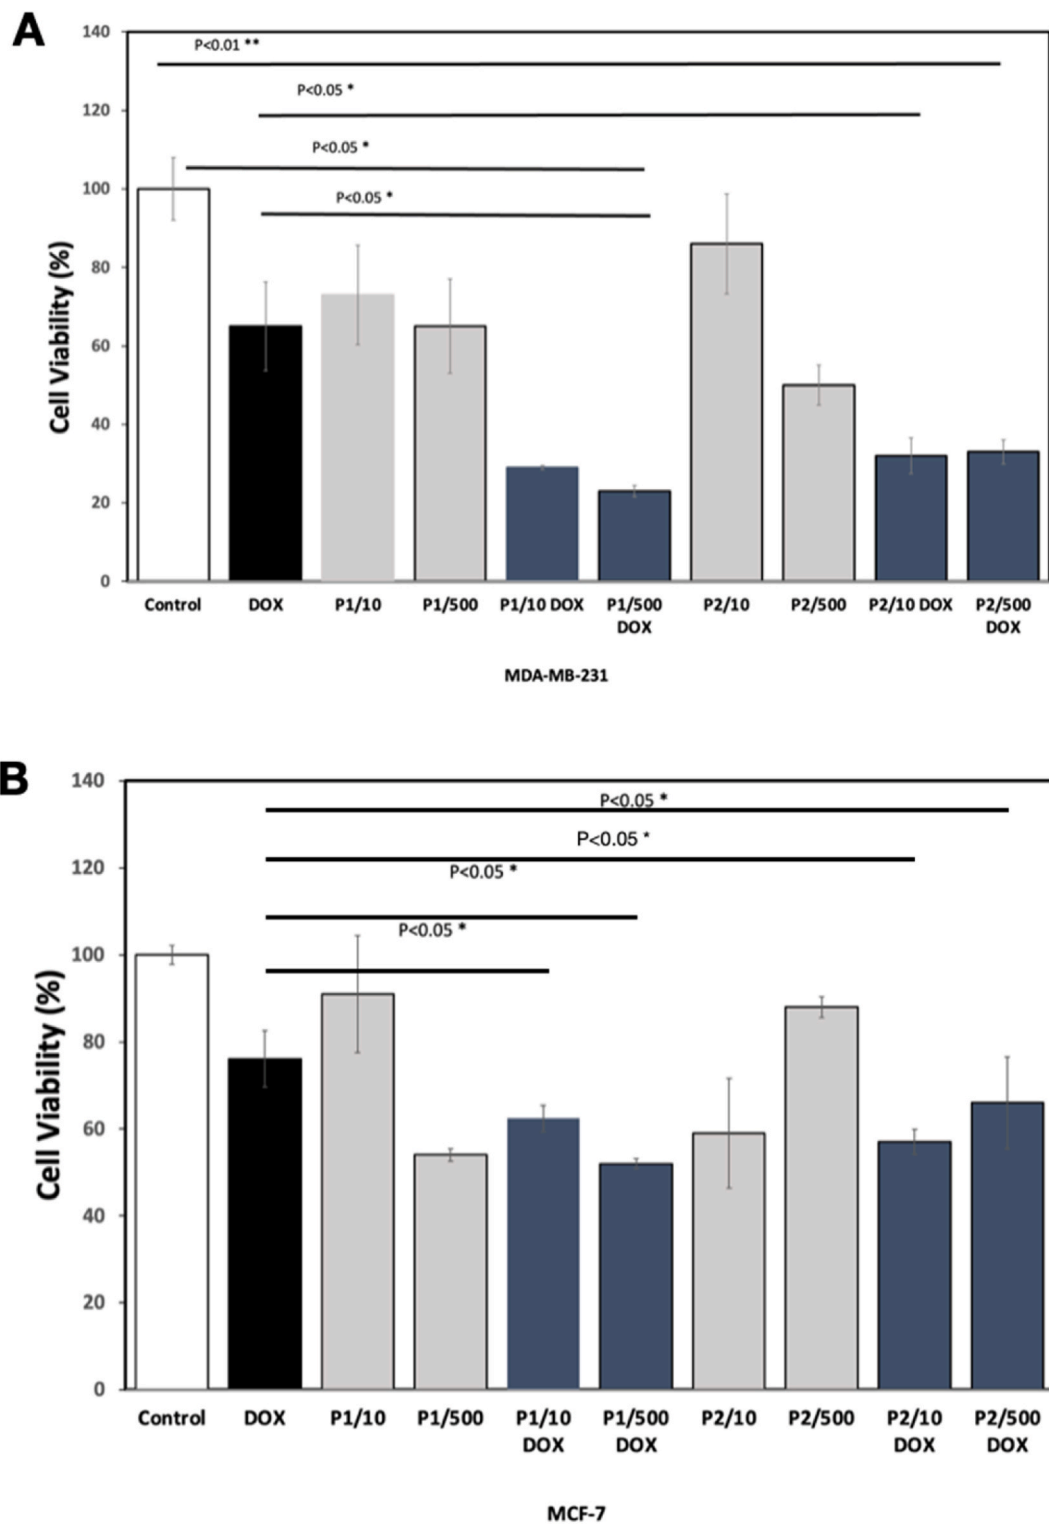 A
140
P<0.01 **
P<0.05 *
120
P<0.05 *
100
P<0.05 *
80
60
40
20
0
Cell Viability (%)
Control DOX P1/10 P1/500 P1/10 DOX P1/500 P2/10 P2/500 P2/10 DOX P2/500
DOX DOX
MDA-MB-231
B
140
P<0.05 *
P<0.05 *
120
P<0.05 *
P<0.05 *
100
80
60
40
20
0
Cell Viability (%)
Control DOX P1/10 P1/500 P1/10 P1/500 P2/10 P2/500 P2/10 P2/500
DOX DOX DOX DOX
MCF-7